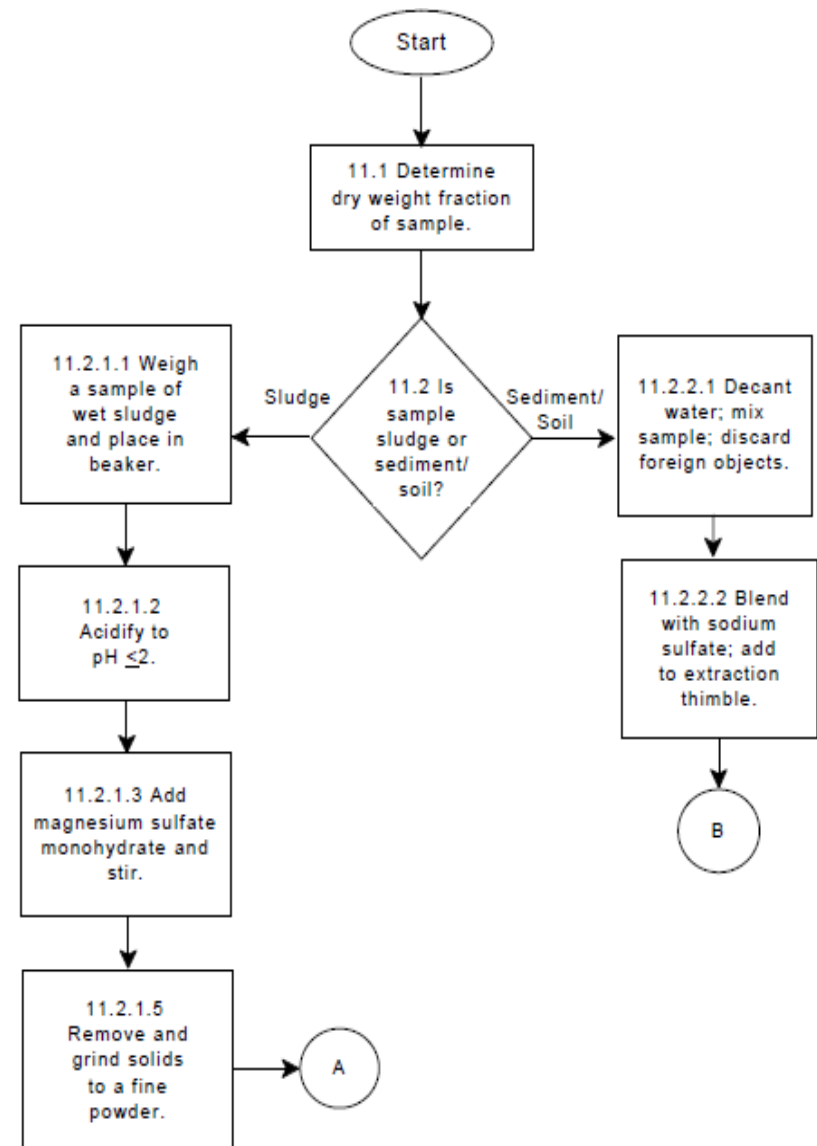 Start
11.1 Determine
dry weight fraction
of sample.
11.2.1.1 Weigh
a sample of
wet sludge
and place in
beaker.
Sludge
11.2 Is
sample
sludge or
sediment/
soil?
Sediment/
Soil
11.2.2.1 Decant
water; mix
sample; discard
foreign objects.
11.2.1.2
Acidify to
pH ≤2.
11.2.2.2 Blend
with sodium
sulfate; add
to extraction
thimble.
11.2.1.3 Add
magnesium sulfate
monohydrate and
stir.
B
11.2.1.5
Remove and
grind solids
to a fine
powder.
A